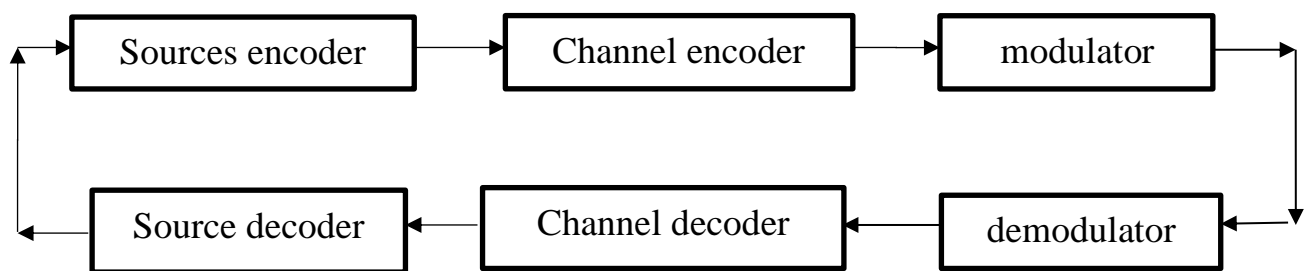 Sources encoder
Channel encoder
modulator
Source decoder
Channel decoder
demodulator